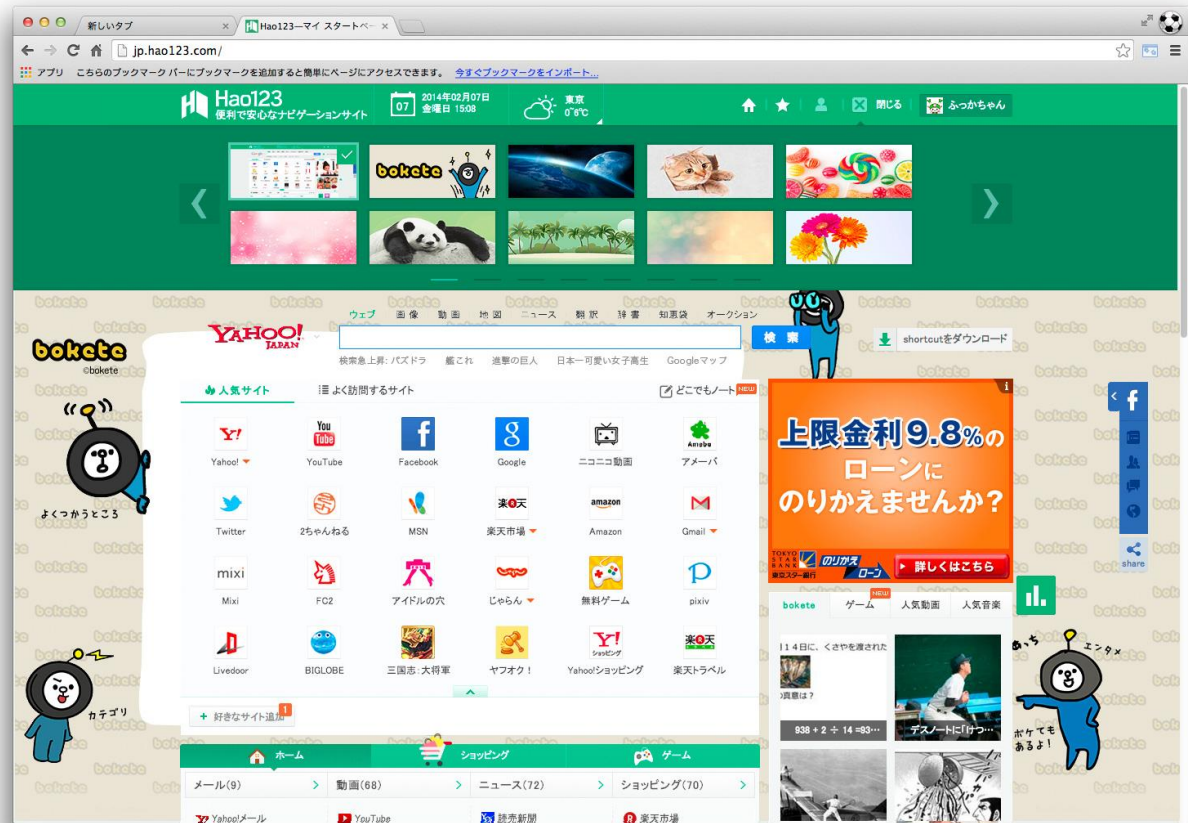 新しいタブ
Hao123―マイ スタートペー
jp.hao123.com/
アプリ こちらのブックマーク バーにブックマークを追加すると簡単にページにアクセスできます。 今すぐブックマークをインポート...
Hao123
便利で安心なナビゲーションサイト
07
2014年02月07日
金曜日 15:08
東京
0~6℃
閉じる
ふっかちゃん
bokete
ウェブ 画像 動画 地図 ニュース 翻訳 辞書 知恵袋 オークション
YAHOO!
JAPAN
検索
shortcutをダウンロード
検索急上昇: パズドラ 艦これ 進撃の巨人 日本一可愛い女子高生 Googleマップ
bokete
©bokete
人気サイト よく訪問するサイト どこでもノート NEW
Yahoo! YouTube Facebook Google ニコニコ動画 アメーバ
Twitter 2ちゃんねる MSN 楽天市場 Amazon Gmail
Mixi FC2 アイドルの穴 じゃらん 無料ゲーム pixiv
Livedoor BIGLOBE 三国志:大将軍 ヤフオク! Yahoo!ショッピング 楽天トラベル
よくつかうところ
カテゴリ
+ 好きなサイト追加 1
上限金利9.8%の
ローンに
のりかえませんか?
TOKYO
STAR
BANK
東京スター銀行
のりかえ
ローン
詳しくはこちら
share
bokete ゲーム NEW 人気動画 人気音楽
14日に、くさやを渡された
の真意は?
938 + 2 ÷ 14 =93…
デスノートに「けつ…
あっち
エンタメ
ボケても
あるよ!
ホーム ショッピング ゲーム
メール(9) 動画(68) ニュース(72) ショッピング(70)
Yahoo!メール YouTube 読売新聞 楽天市場